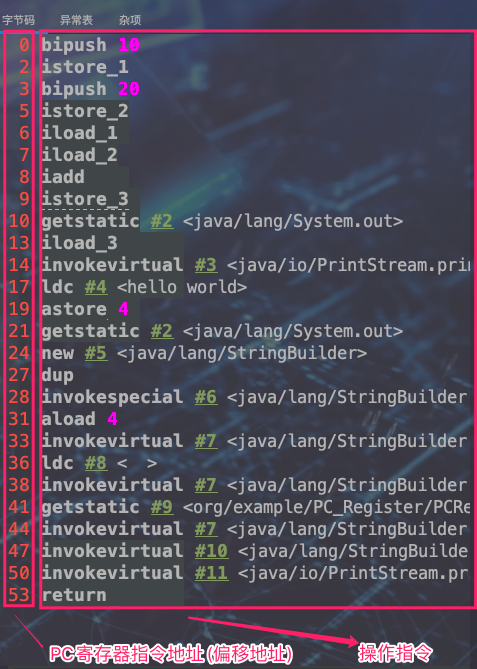 字节码 异常表 杂项
0 bipush 10
2 istore_1
3 bipush 20
5 istore_2
6 iload_1
7 iload_2
8 iadd
9 istore_3
10 getstatic #2 <java/lang/System.out>
13 iload_3
14 invokevirtual #3 <java/io/PrintStream.prin
17 ldc #4 <hello world>
19 astore 4
21 getstatic #2 <java/lang/System.out>
24 new #5 <java/lang/StringBuilder>
27 dup
28 invokespecial #6 <java/lang/StringBuilder
31 aload 4
33 invokevirtual #7 <java/lang/StringBuilder
36 ldc #8 <  >
38 invokevirtual #7 <java/lang/StringBuilder
41 getstatic #9 <org/example/PC_Register/PCRe
44 invokevirtual #7 <java/lang/StringBuilder
47 invokevirtual #10 <java/lang/StringBuilde
50 invokevirtual #11 <java/io/PrintStream.pr
53 return
PC寄存器指令地址(偏移地址) 操作指令